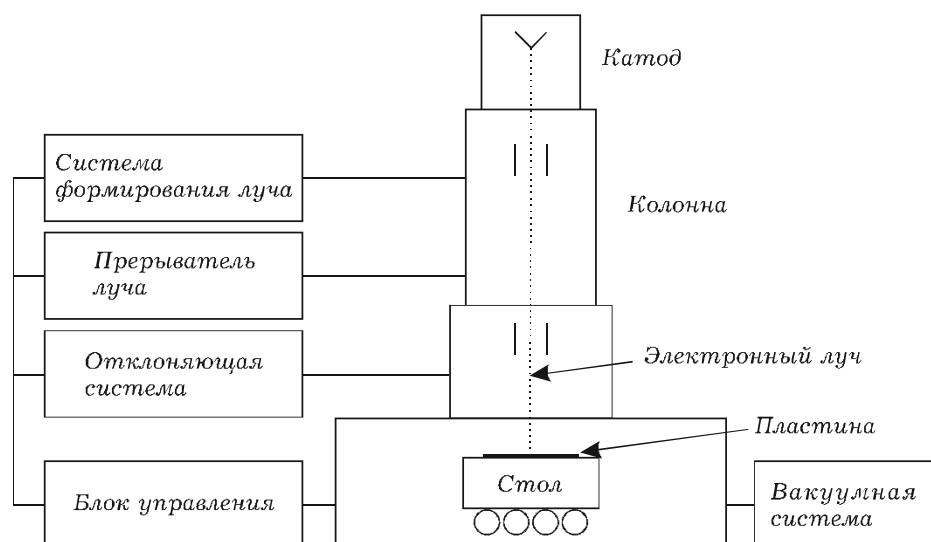 Катод
Система
формирования луча
Колонна
Прерыватель
луча
Отклоняющая
система
Электронный луч
Пластина
Стол
Блок управления
Вакуумная
система